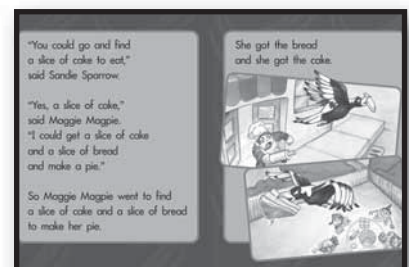 "You could go and find
a slice of cake to eat,"
said Sandie Sparrow.
"Yes, a slice of cake,"
said Maggie Magpie.
"I could get a slice of cake
and a slice of bread
and make a pie."
So Maggie Magpie went to find
a slice of cake and a slice of bread
to make her pie.
She got the bread
and she got the cake.